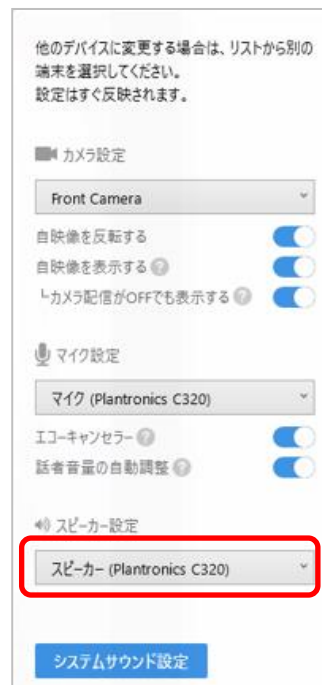 他のデバイスに変更する場合は、リストから別の
端末を選択してください。
設定はすぐ反映されます。
カメラ設定
Front Camera
自映像を反転する
自映像を表示する ?
└カメラ配信がOFFでも表示する ?
マイク設定
マイク (Plantronics C320)
エコーキャンセラー ?
話者音量の自動調整 ?
スピーカー設定
スピーカー (Plantronics C320)
システムサウンド設定